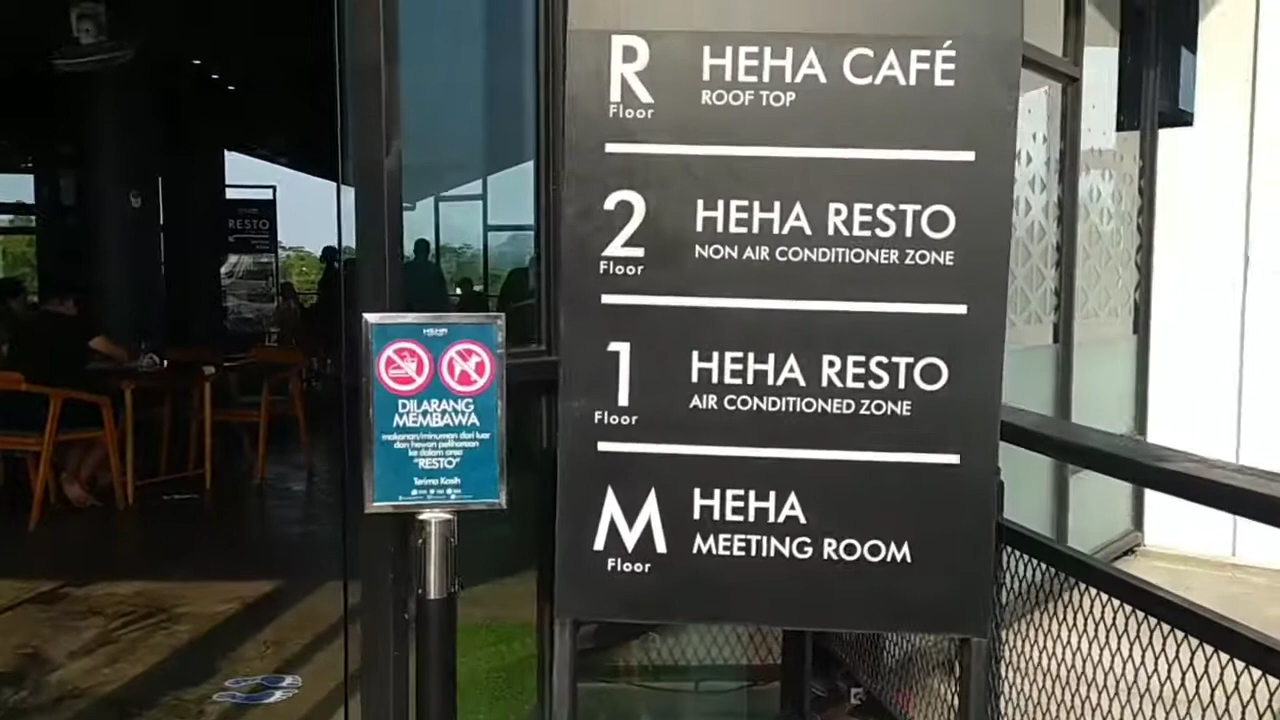 R
Floor
HEHA CAFÉ
ROOF TOP
2
Floor
HEHA RESTO
NON AIR CONDITIONER ZONE
1
Floor
HEHA RESTO
AIR CONDITIONED ZONE
M
Floor
HEHA
MEETING ROOM
HEHA
DILARANG
MEMBAWA
makanan/minuman dari luar
dan hewan peliharaan
ke dalam area
"RESTO"
Terima Kasih
RESTO